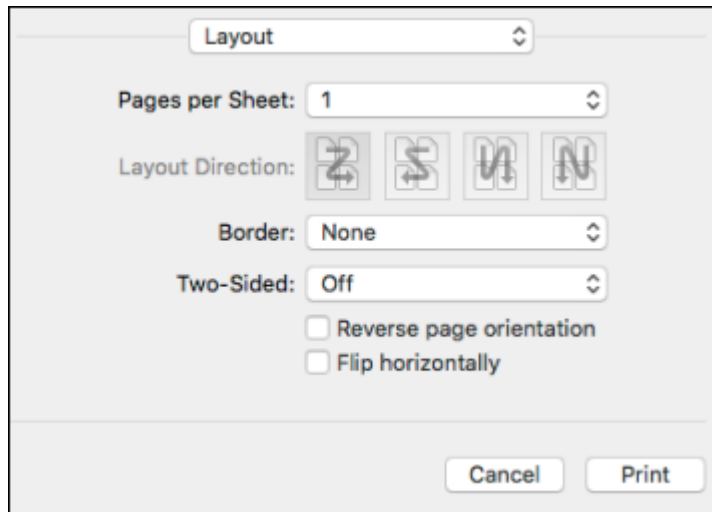 Layout
Pages per Sheet: 1
Layout Direction:
Border: None
Two-Sided: Off
Reverse page orientation
Flip horizontally
Cancel Print